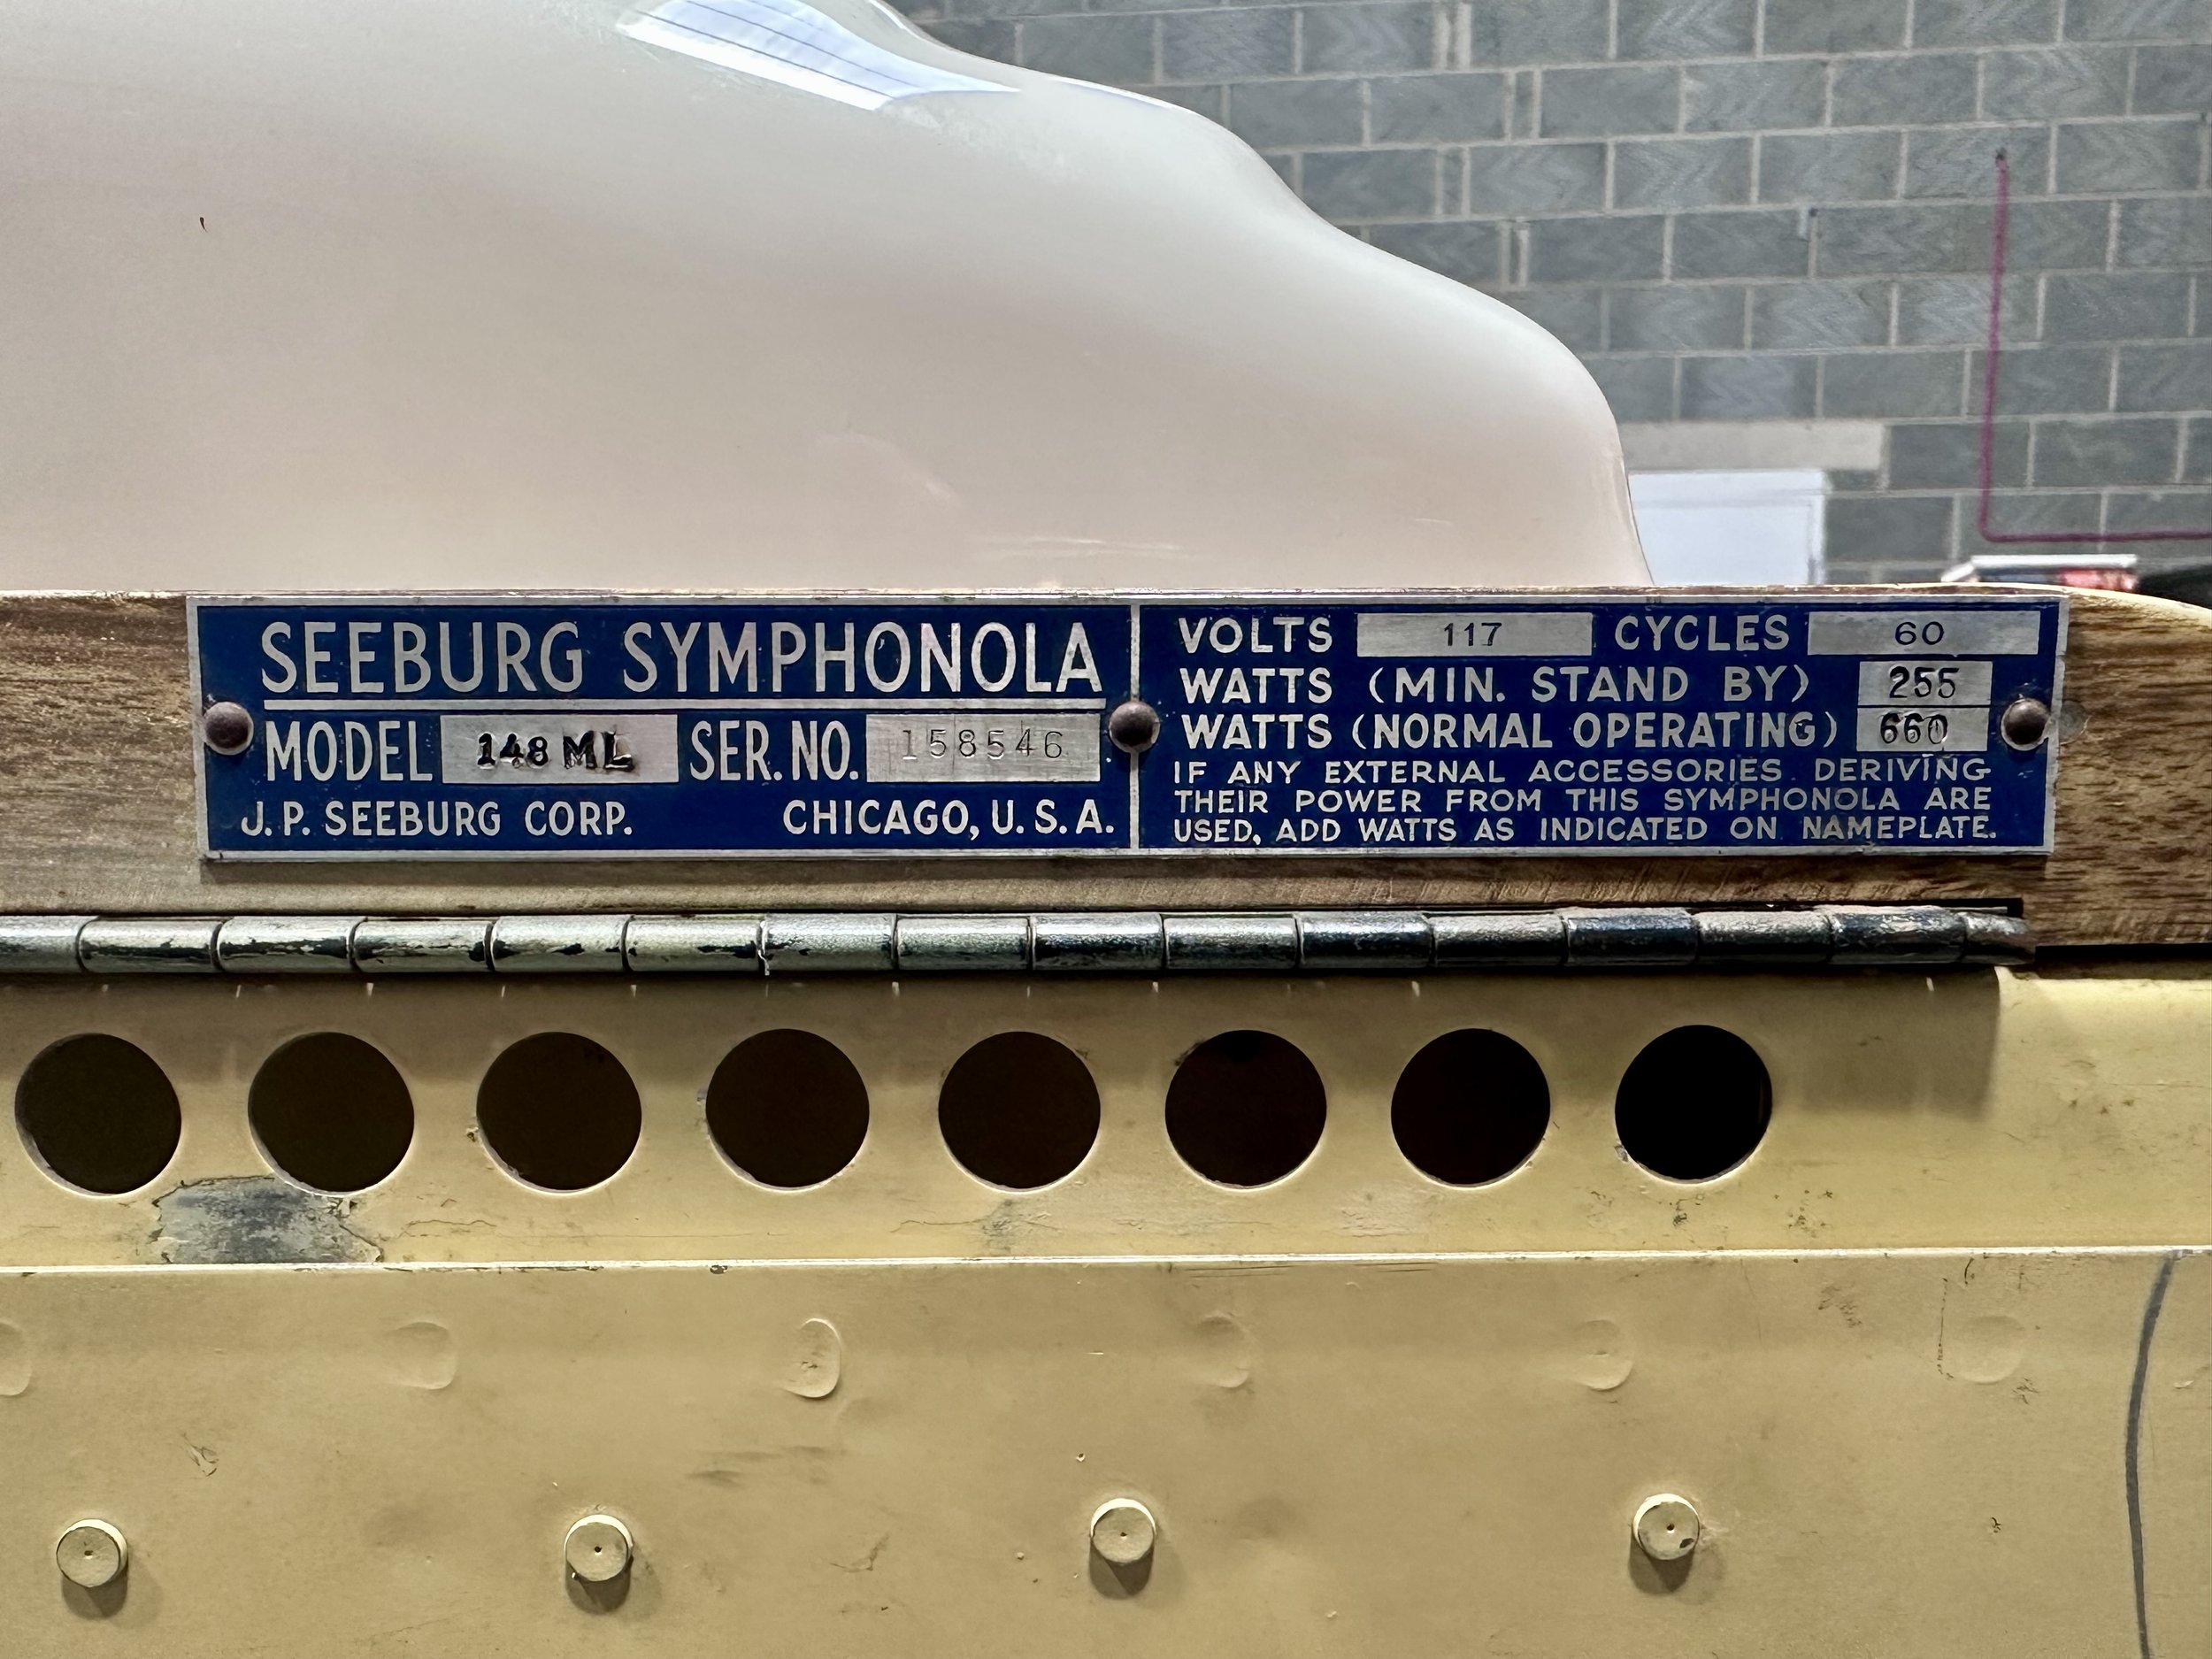 SEEBURG SYMPHONOLA
MODEL 148 ML SER. NO. 158546
J. P. SEEBURG CORP. CHICAGO, U. S. A.
VOLTS 117 CYCLES 60
WATTS (MIN. STAND BY) 255
WATTS (NORMAL OPERATING) 660
IF ANY EXTERNAL ACCESSORIES DERIVING
THEIR POWER FROM THIS SYMPHONOLA ARE
USED, ADD WATTS AS INDICATED ON NAMEPLATE.